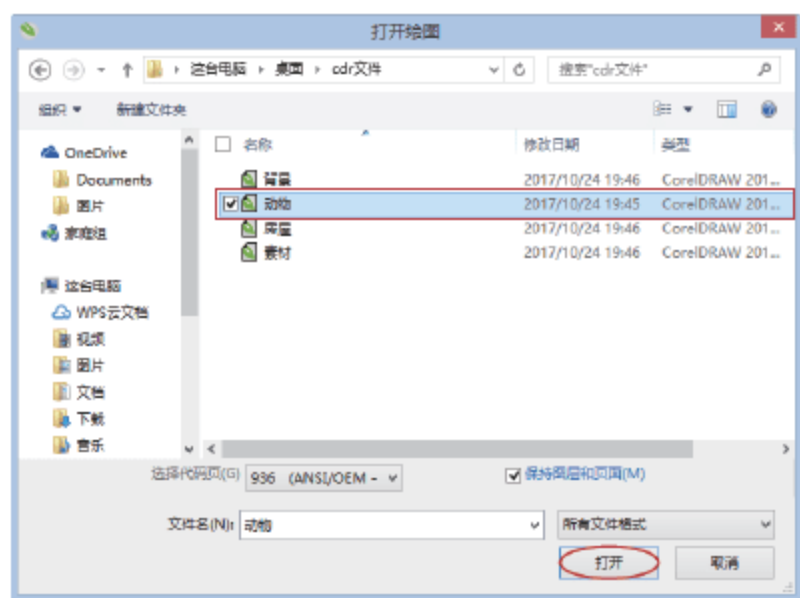 打开绘图
这台电脑 › 桌面 › cdr文件 搜索"cdr文件"
组织 新建文件夹
名称 修改日期 类型
OneDrive
Documents
图片
家庭组
这台电脑
WPS云文档
视频
图片
文档
下载
音乐
背景 2017/10/24 19:46 CorelDRAW 201...
动物 2017/10/24 19:45 CorelDRAW 201...
房屋 2017/10/24 19:46 CorelDRAW 201...
素材 2017/10/24 19:46 CorelDRAW 201...
选择代码页(G) 936 (ANSI/OEM - 保持图层和页面(M)
文件名(N): 动物 所有文件格式
打开 取消